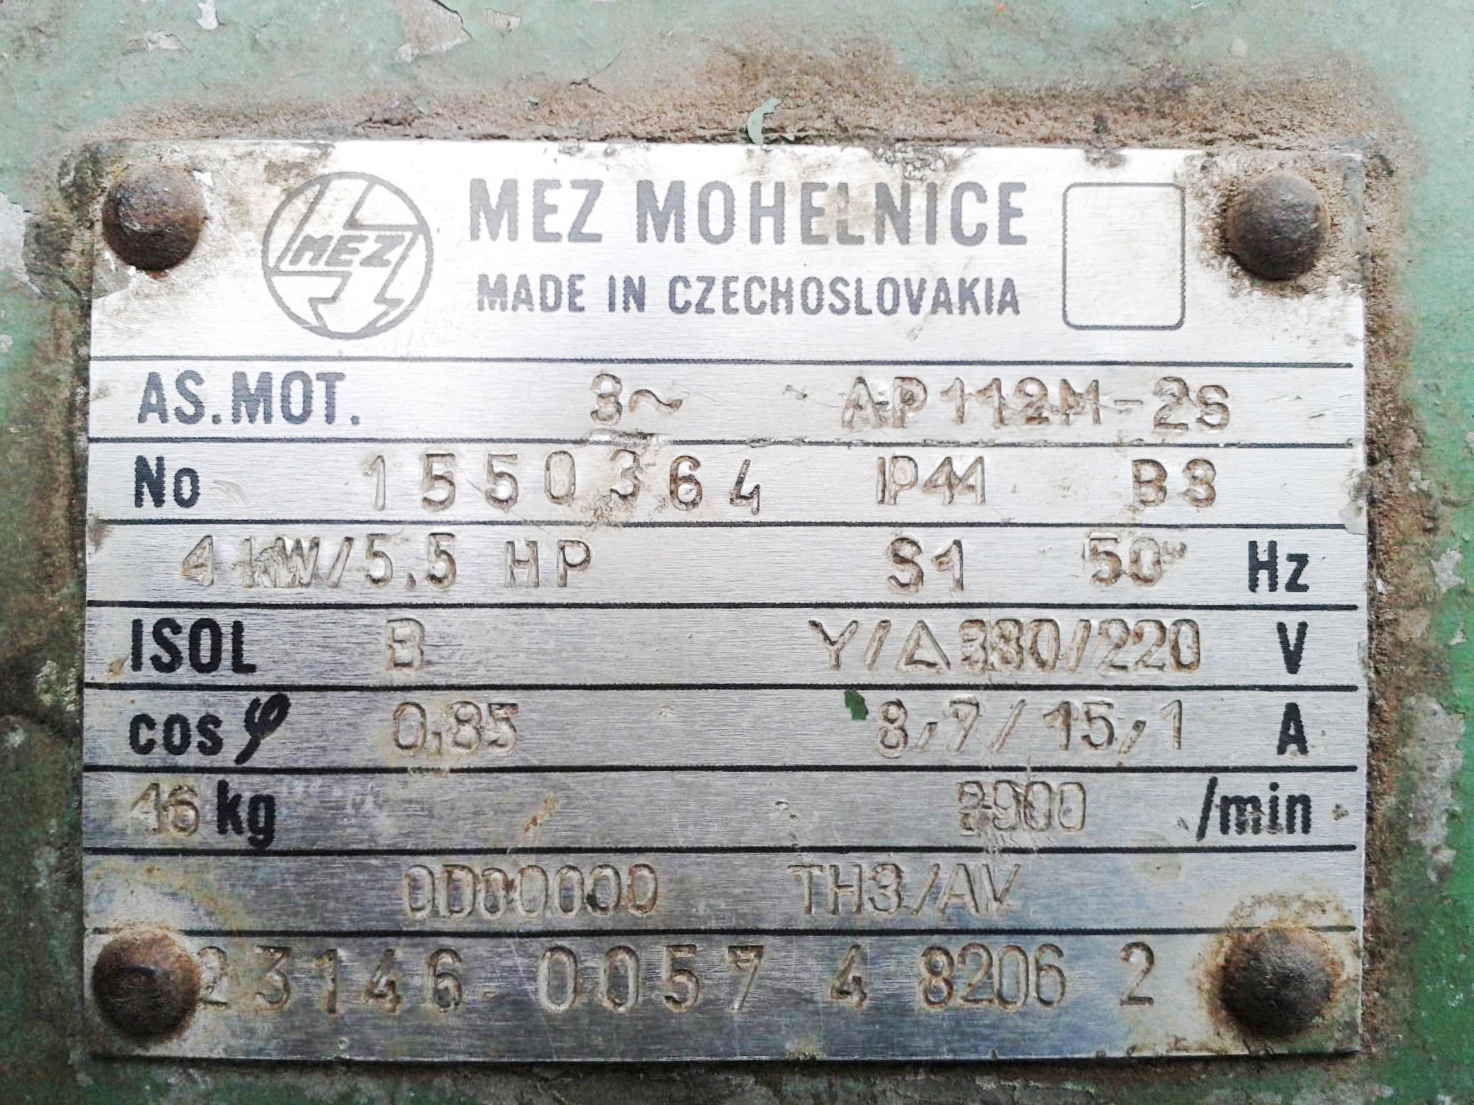 MEZ
MEZ MOHELNICE
MADE IN CZECHOSLOVAKIA
AS.MOT. 3~ AP112M-2S
No 1550364 IP44 B3
4 kW/5.5 HP S1 50 Hz
ISOL B Y/Δ 380/220 V
cos φ 0,85 8,7/15,1 A
46 kg 2900 /min
0D00000 TH3/AV
23146 0057 4 8206 2